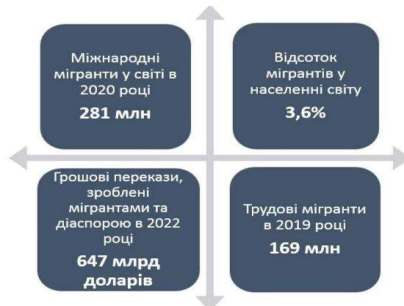 Міжнародні
мігранти у світі в
2020 році
281 млн
Відсоток
мігрантів у
населенні світу
3,6%
Грошові перекази,
зроблені
мігрантами та
діаспорою в 2022
році
647 млрд
доларів
Трудові мігранти
в 2019 році
169 млн